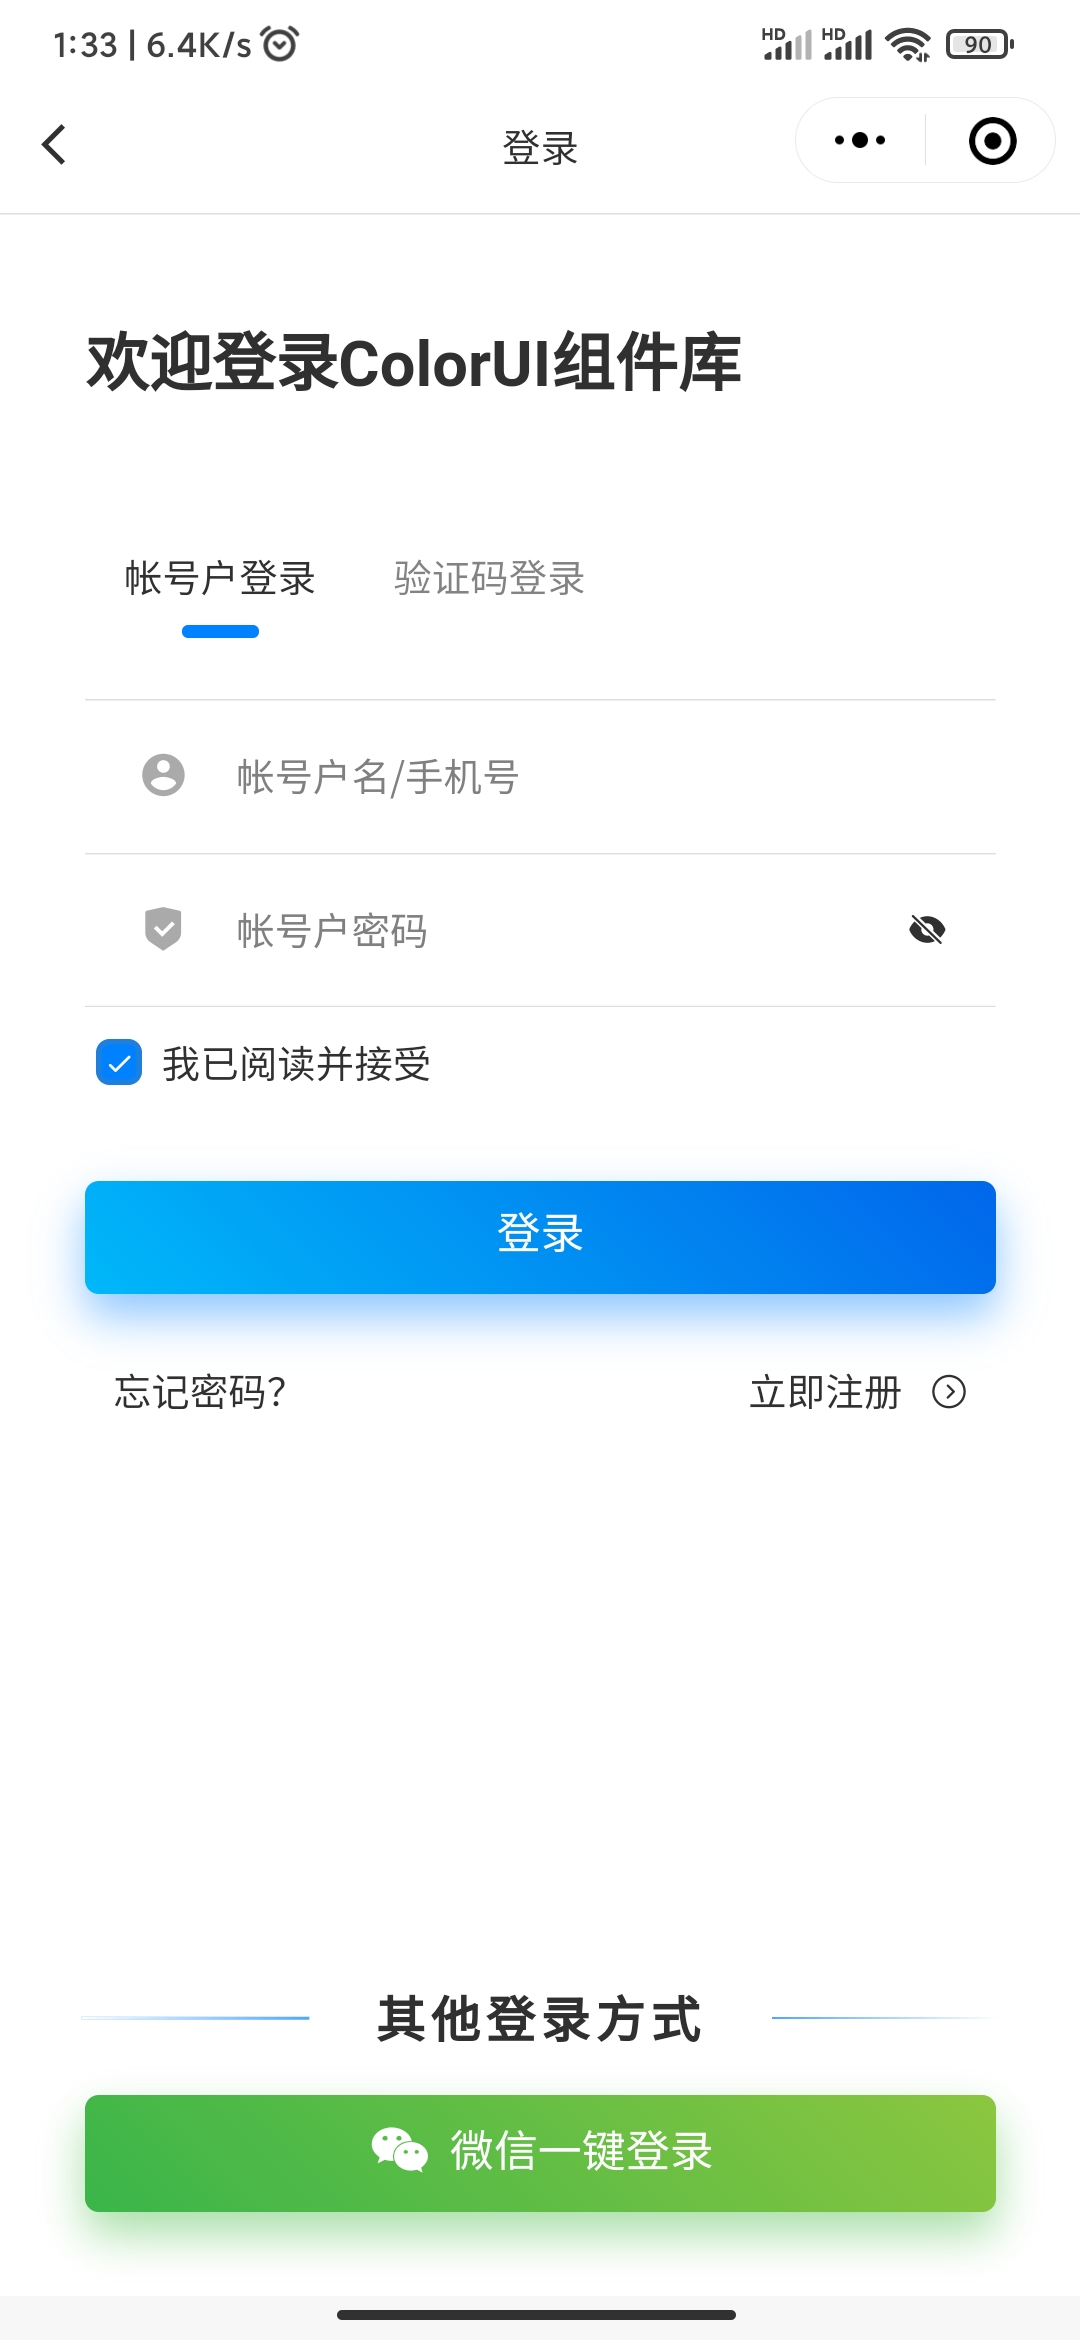 1:33 | 6.4K/s HD HD 90
登录
欢迎登录ColorUI组件库
帐号户登录 验证码登录
帐号户名/手机号
帐号户密码
我已阅读并接受
登录
忘记密码? 立即注册
其他登录方式
微信一键登录